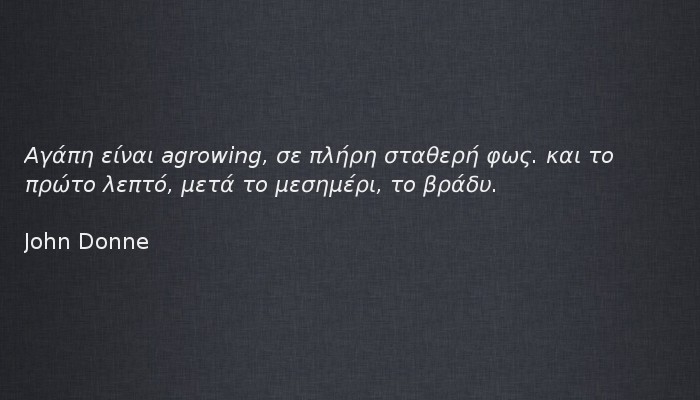 Αγάπη είναι agrowing, σε πλήρη σταθερή φως. και το
πρώτο λεπτό, μετά το μεσημέρι, το βράδυ.
John Donne